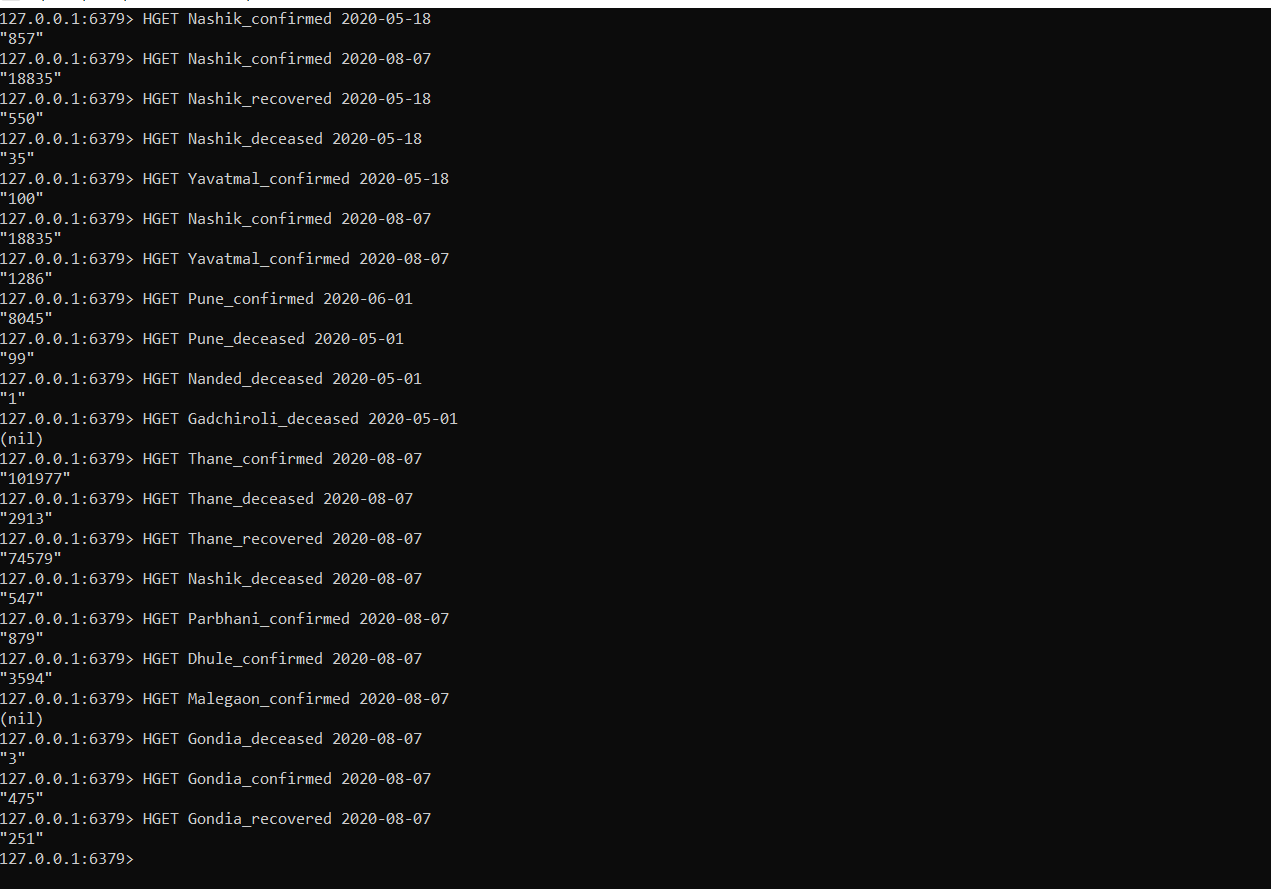 127.0.0.1:6379> HGET Nashik_confirmed 2020-05-18
"857"
127.0.0.1:6379> HGET Nashik_confirmed 2020-08-07
"18835"
127.0.0.1:6379> HGET Nashik_recovered 2020-05-18
"550"
127.0.0.1:6379> HGET Nashik_deceased 2020-05-18
"35"
127.0.0.1:6379> HGET Yavatmal_confirmed 2020-05-18
"100"
127.0.0.1:6379> HGET Nashik_confirmed 2020-08-07
"18835"
127.0.0.1:6379> HGET Yavatmal_confirmed 2020-08-07
"1286"
127.0.0.1:6379> HGET Pune_confirmed 2020-06-01
"8045"
127.0.0.1:6379> HGET Pune_deceased 2020-05-01
"99"
127.0.0.1:6379> HGET Nanded_deceased 2020-05-01
"1"
127.0.0.1:6379> HGET Gadchiroli_deceased 2020-05-01
(nil)
127.0.0.1:6379> HGET Thane_confirmed 2020-08-07
"101977"
127.0.0.1:6379> HGET Thane_deceased 2020-08-07
"2913"
127.0.0.1:6379> HGET Thane_recovered 2020-08-07
"74579"
127.0.0.1:6379> HGET Nashik_deceased 2020-08-07
"547"
127.0.0.1:6379> HGET Parbhani_confirmed 2020-08-07
"879"
127.0.0.1:6379> HGET Dhule_confirmed 2020-08-07
"3594"
127.0.0.1:6379> HGET Malegaon_confirmed 2020-08-07
(nil)
127.0.0.1:6379> HGET Gondia_deceased 2020-08-07
"3"
127.0.0.1:6379> HGET Gondia_confirmed 2020-08-07
"475"
127.0.0.1:6379> HGET Gondia_recovered 2020-08-07
"251"
127.0.0.1:6379>